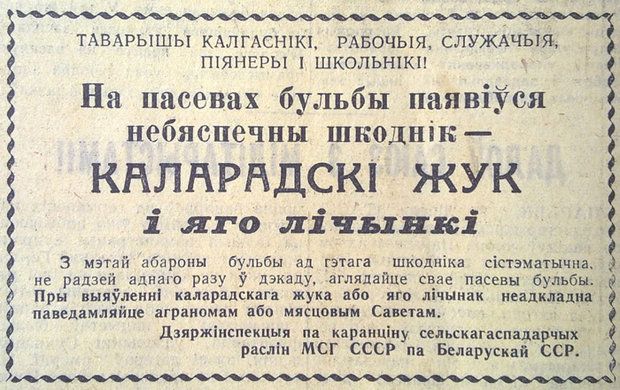 ТАВАРЫШЫ КАЛГАСНІКІ, РАБОЧЫЯ, СЛУЖАЧЫЯ,
ПІЯНЕРЫ І ШКОЛЬНІКІ!
На пасевах бульбы паявіўся
небяспечны шкоднік —
КАЛАРАДСКІ ЖУК
і яго лічынкі
З мэтай абароны бульбы ад гэтага шкодніка сістэматычна,
не радзей аднаго разу ў дэкаду, аглядайце свае пасевы бульбы.
Пры выяўленні каларадскага жука або яго лічынак неадкладна
паведамляйце аграномам або мясцовым Саветам.
Дзяржінспекцыя па каранціну сельскагаспадарчых
раслін МСГ СССР па Беларускай ССР.